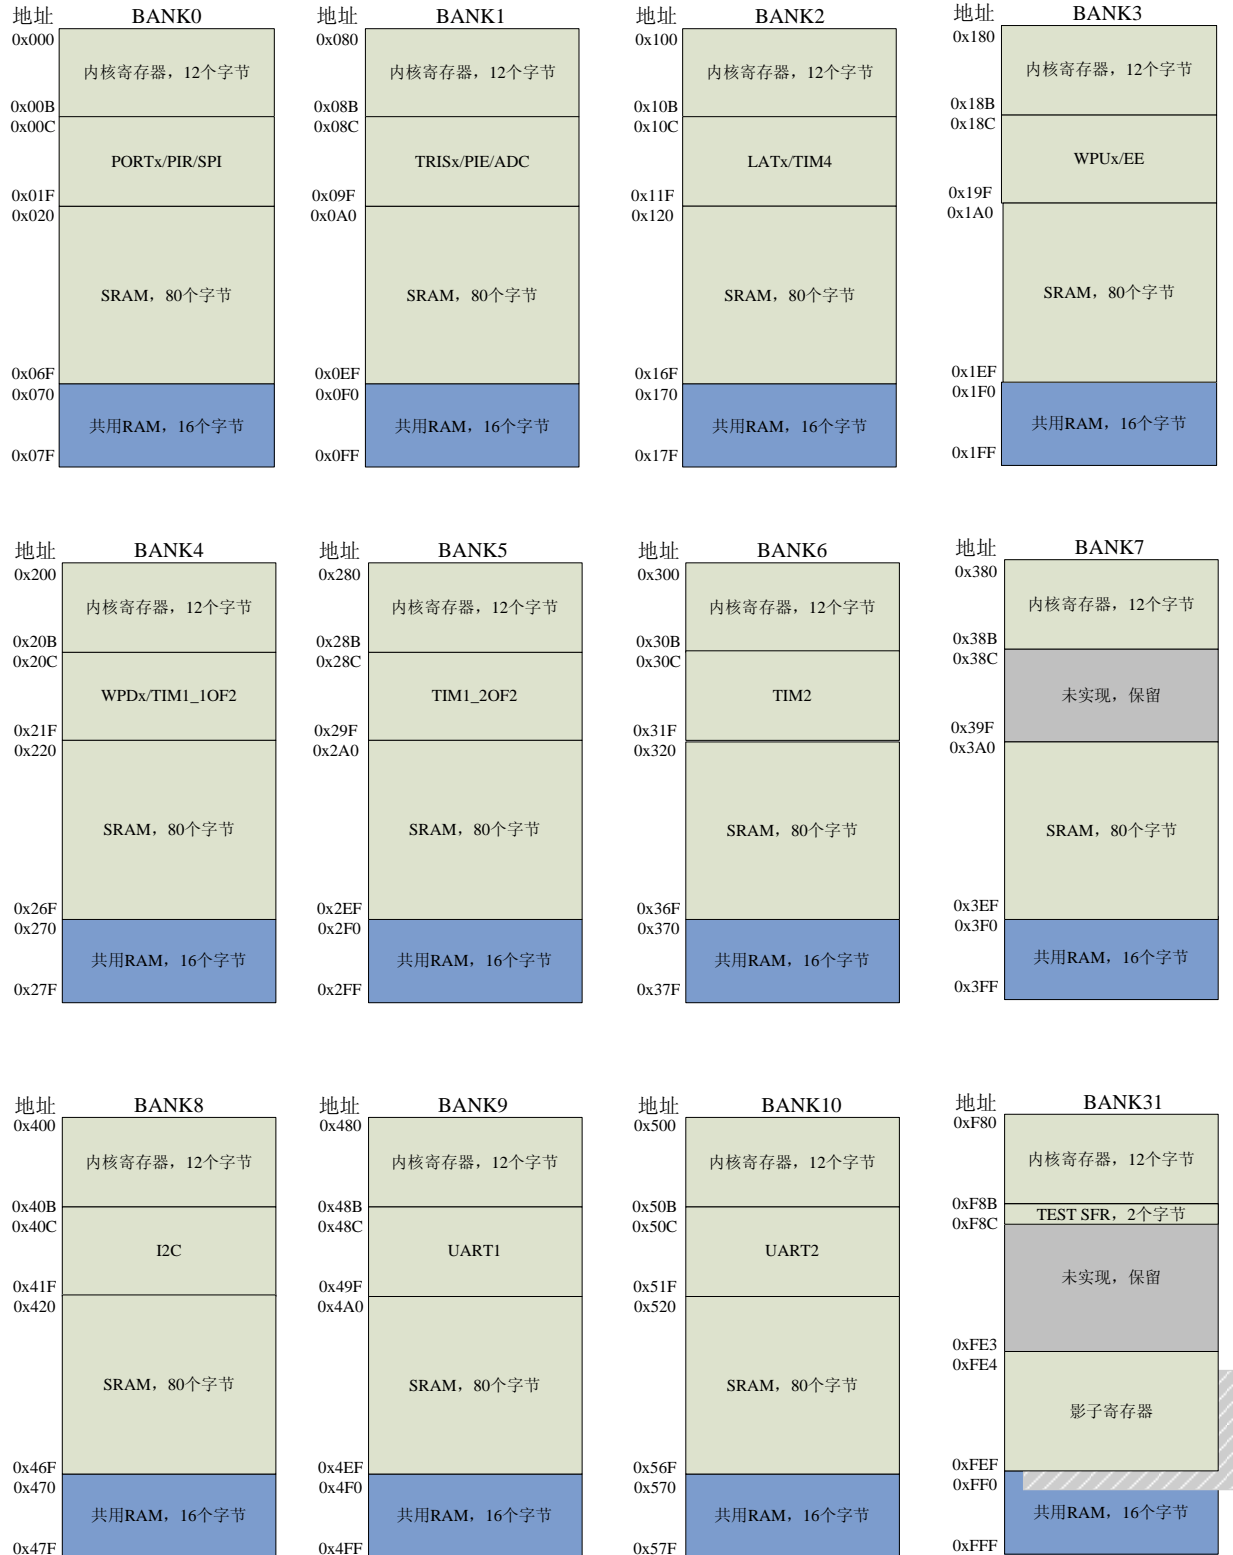 地址 BANK0
0x000
内核寄存器，12个字节
0x00B
0x00C
PORTx/PIR/SPI
0x01F
0x020
SRAM，80个字节
0x06F
0x070
共用RAM，16个字节
0x07F
地址 BANK1
0x080
内核寄存器，12个字节
0x08B
0x08C
TRISx/PIE/ADC
0x09F
0x0A0
SRAM，80个字节
0x0EF
0x0F0
共用RAM，16个字节
0x0FF
地址 BANK2
0x100
内核寄存器，12个字节
0x10B
0x10C
LATx/TIM4
0x11F
0x120
SRAM，80个字节
0x16F
0x170
共用RAM，16个字节
0x17F
地址 BANK3
0x180
内核寄存器，12个字节
0x18B
0x18C
WPUx/EE
0x19F
0x1A0
SRAM，80个字节
0x1EF
0x1F0
共用RAM，16个字节
0x1FF
地址 BANK4
0x200
内核寄存器，12个字节
0x20B
0x20C
WPDx/TIM1_1OF2
0x21F
0x220
SRAM，80个字节
0x26F
0x270
共用RAM，16个字节
0x27F
地址 BANK5
0x280
内核寄存器，12个字节
0x28B
0x28C
TIM1_2OF2
0x29F
0x2A0
SRAM，80个字节
0x2EF
0x2F0
共用RAM，16个字节
0x2FF
地址 BANK6
0x300
内核寄存器，12个字节
0x30B
0x30C
TIM2
0x31F
0x320
SRAM，80个字节
0x36F
0x370
共用RAM，16个字节
0x37F
地址 BANK7
0x380
内核寄存器，12个字节
0x38B
0x38C
未实现，保留
0x39F
0x3A0
SRAM，80个字节
0x3EF
0x3F0
共用RAM，16个字节
0x3FF
地址 BANK8
0x400
内核寄存器，12个字节
0x40B
0x40C
I2C
0x41F
0x420
SRAM，80个字节
0x46F
0x470
共用RAM，16个字节
0x47F
地址 BANK9
0x480
内核寄存器，12个字节
0x48B
0x48C
UART1
0x49F
0x4A0
SRAM，80个字节
0x4EF
0x4F0
共用RAM，16个字节
0x4FF
地址 BANK10
0x500
内核寄存器，12个字节
0x50B
0x50C
UART2
0x51F
0x520
SRAM，80个字节
0x56F
0x570
共用RAM，16个字节
0x57F
地址 BANK31
0xF80
内核寄存器，12个字节
0xF8B
TEST SFR，2个字节
0xF8C
未实现，保留
0xFE3
0xFE4
影子寄存器
0xFEF
0xFF0
共用RAM，16个字节
0xFFF